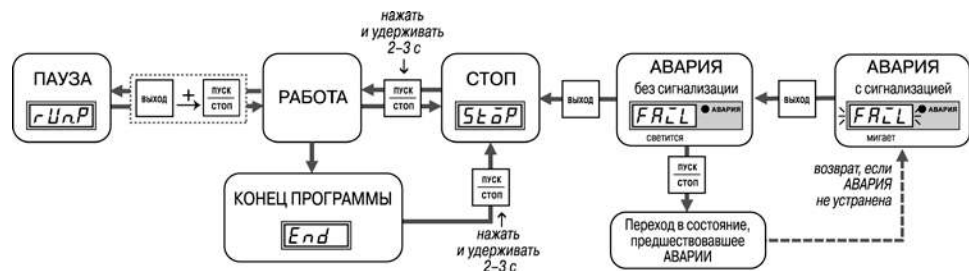 нажать
и удерживать
2–3 с
ПАУЗА
rUnP
ВЫХОД
+
ПУСК
СТОП
РАБОТА
ПУСК
СТОП
СТОП
StoP
ВЫХОД
АВАРИЯ
без сигнализации
FAiL
АВАРИЯ
светится
ВЫХОД
АВАРИЯ
с сигнализацией
FAiL
АВАРИЯ
мигает
КОНЕЦ ПРОГРАММЫ
End
ПУСК
СТОП
нажать
и удерживать
2–3 с
ПУСК
СТОП
Переход в состояние,
предшествовавшее
АВАРИИ
возврат, если
АВАРИЯ
не устранена